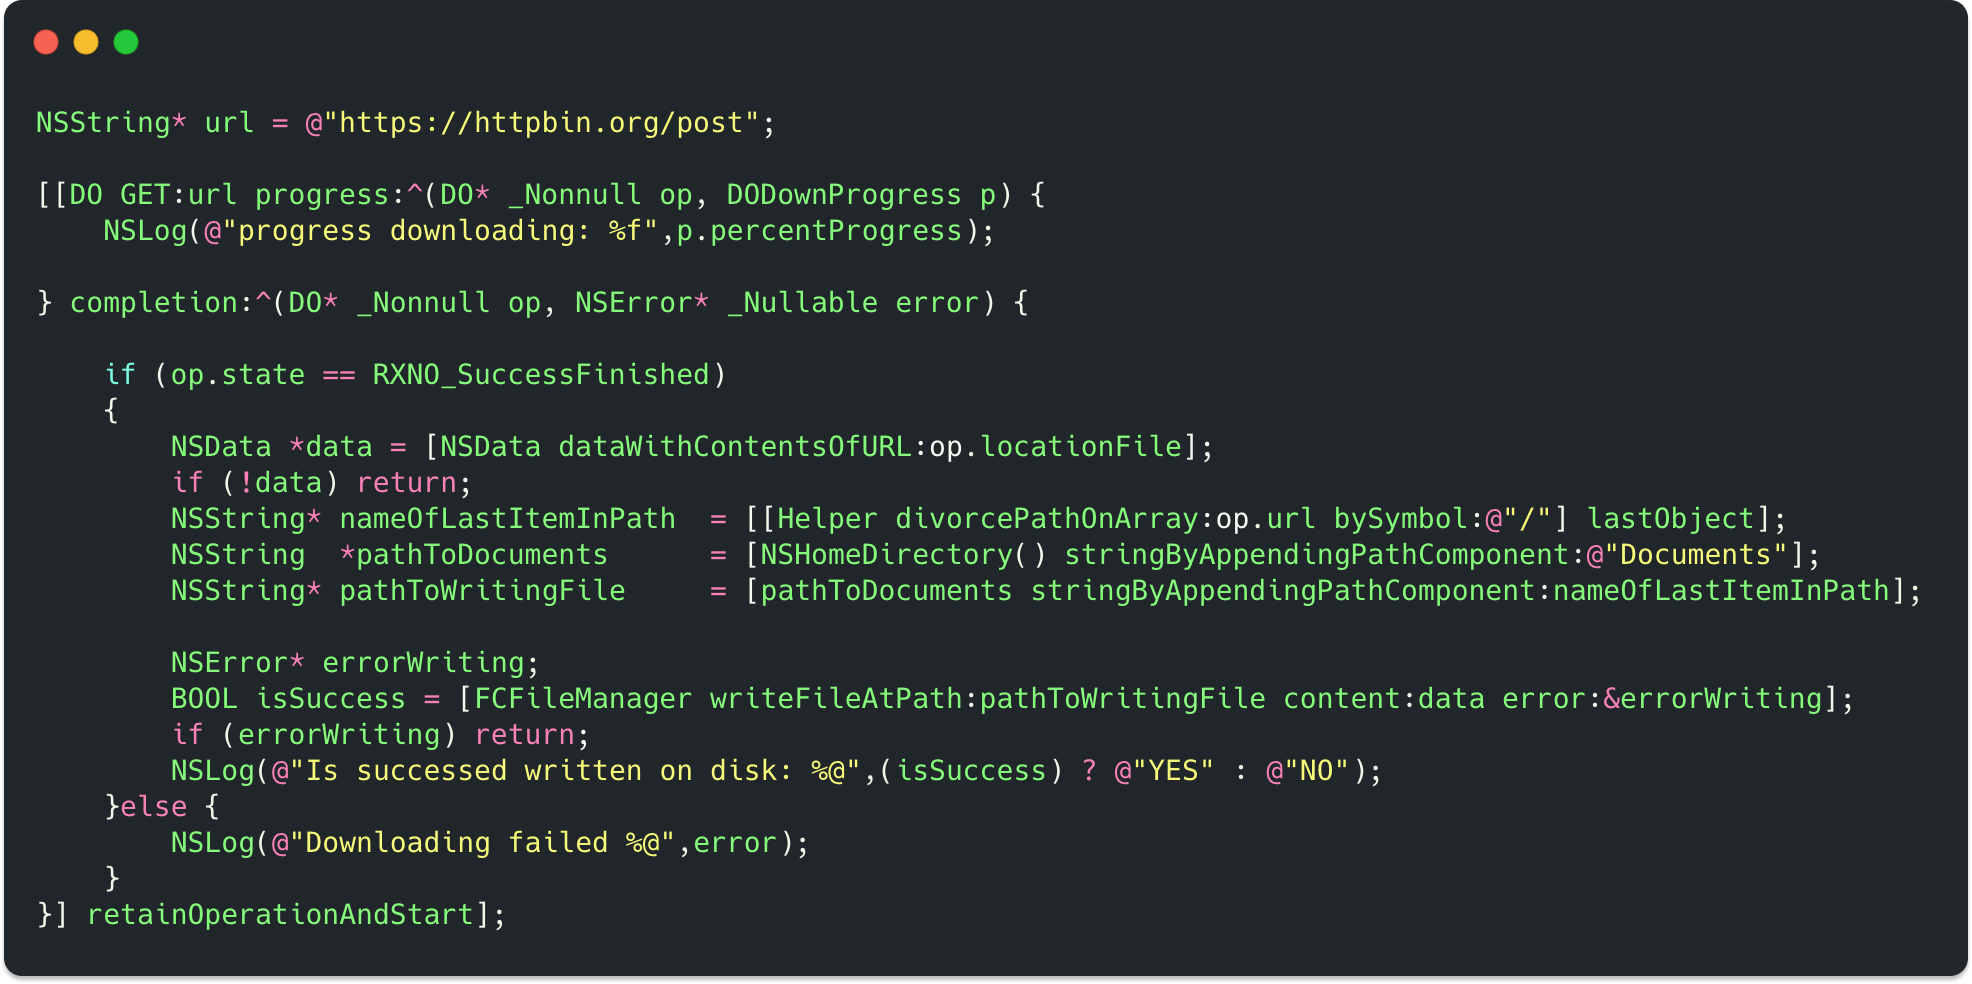 NSString* url = @"https://httpbin.org/post";
[[DO GET:url progress:^(DO* _Nonnull op, DODownProgress p) {
    NSLog(@"progress downloading: %f",p.percentProgress);
} completion:^(DO* _Nonnull op, NSError* _Nullable error) {
    if (op.state == RXNO_SuccessFinished)
    {
        NSData *data = [NSData dataWithContentsOfURL:op.locationFile];
        if (!data) return;
        NSString* nameOfLastItemInPath  = [[Helper divorcePathOnArray:op.url bySymbol:@"/"] lastObject];
        NSString  *pathToDocuments      = [NSHomeDirectory() stringByAppendingPathComponent:@"Documents"];
        NSString* pathToWritingFile     = [pathToDocuments stringByAppendingPathComponent:nameOfLastItemInPath];
        NSError* errorWriting;
        BOOL isSuccess = [FCFileManager writeFileAtPath:pathToWritingFile content:data error:&errorWriting];
        if (errorWriting) return;
        NSLog(@"Is successed written on disk: %@",(isSuccess) ? @"YES" : @"NO");
    }else {
        NSLog(@"Downloading failed %@",error);
    }
}] retainOperationAndStart];